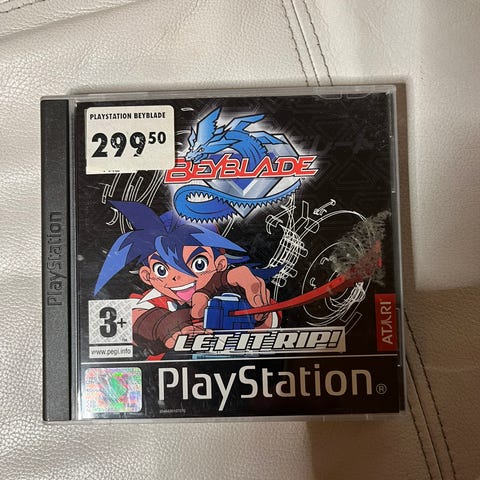 PLAYSTATION BEYBLADE
299 50
BEYBLADE
PlayStation
3+
www.pegi.info
LET IT RIP!
ATARI
PlayStation®